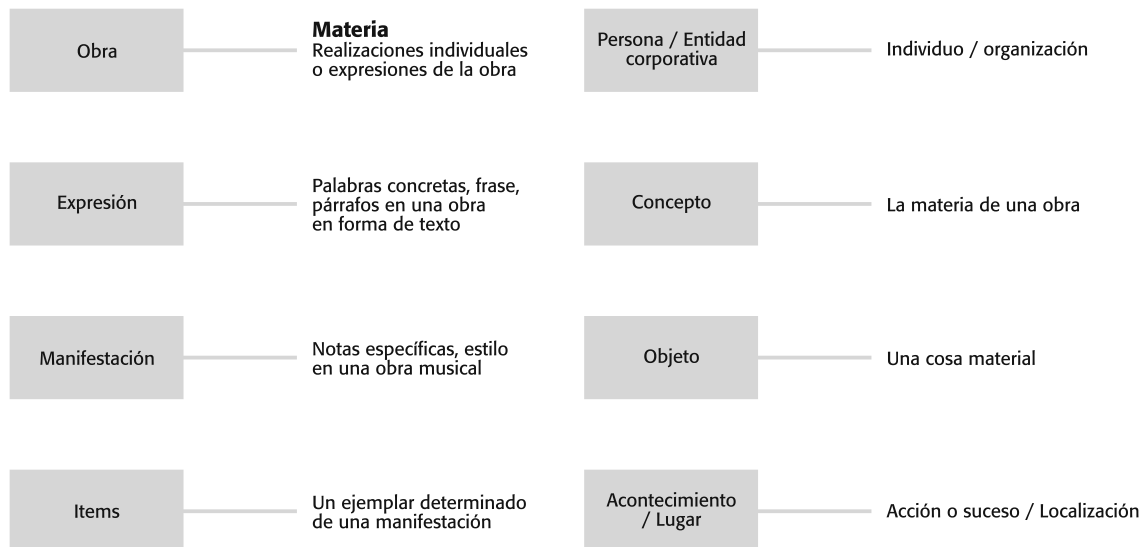 Obra
Materia
Realizaciones individuales
o expresiones de la obra
Persona / Entidad
corporativa
Individuo / organización
Expresión
Palabras concretas, frase,
párrafos en una obra
en forma de texto
Concepto
La materia de una obra
Manifestación
Notas específicas, estilo
en una obra musical
Objeto
Una cosa material
Items
Un ejemplar determinado
de una manifestación
Acontecimiento
/ Lugar
Acción o suceso / Localización